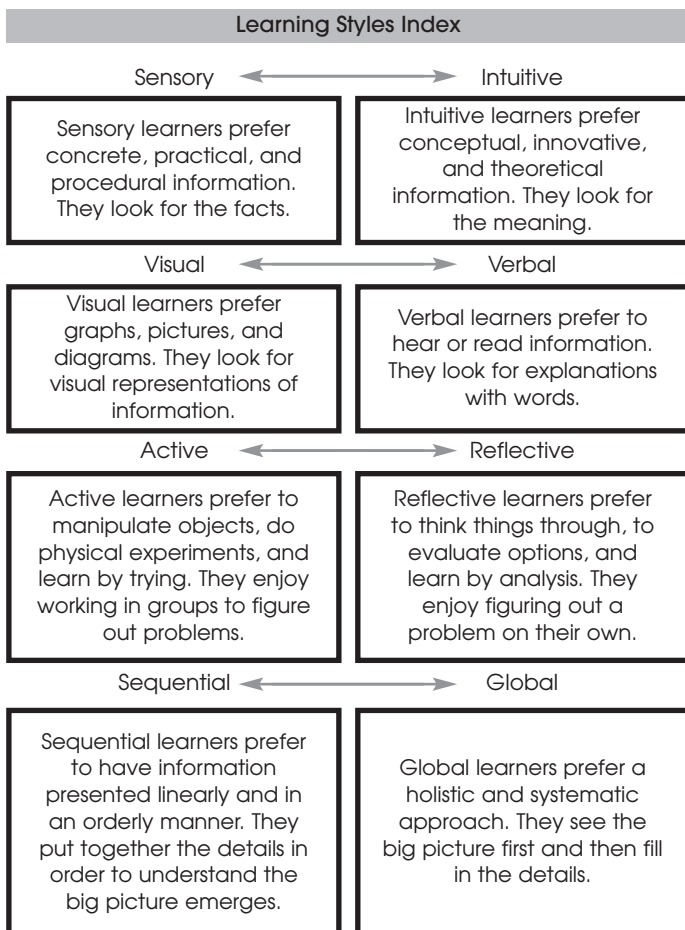 Learning Styles Index
Sensory
Intuitive
Sensory learners prefer
concrete, practical, and
procedural information.
They look for the facts.
Intuitive learners prefer
conceptual, innovative,
and theoretical
information. They look for
the meaning.
Visual
Verbal
Visual learners prefer
graphs, pictures, and
diagrams. They look for
visual representations of
information.
Verbal learners prefer to
hear or read information.
They look for explanations
with words.
Active
Reflective
Active learners prefer to
manipulate objects, do
physical experiments, and
learn by trying. They enjoy
working in groups to figure
out problems.
Reflective learners prefer
to think things through, to
evaluate options, and
learn by analysis. They
enjoy figuring out a
problem on their own.
Sequential
Global
Sequential learners prefer
to have information
presented linearly and in
an orderly manner. They
put together the details in
order to understand the
big picture emerges.
Global learners prefer a
holistic and systematic
approach. They see the
big picture first and then fill
in the details.